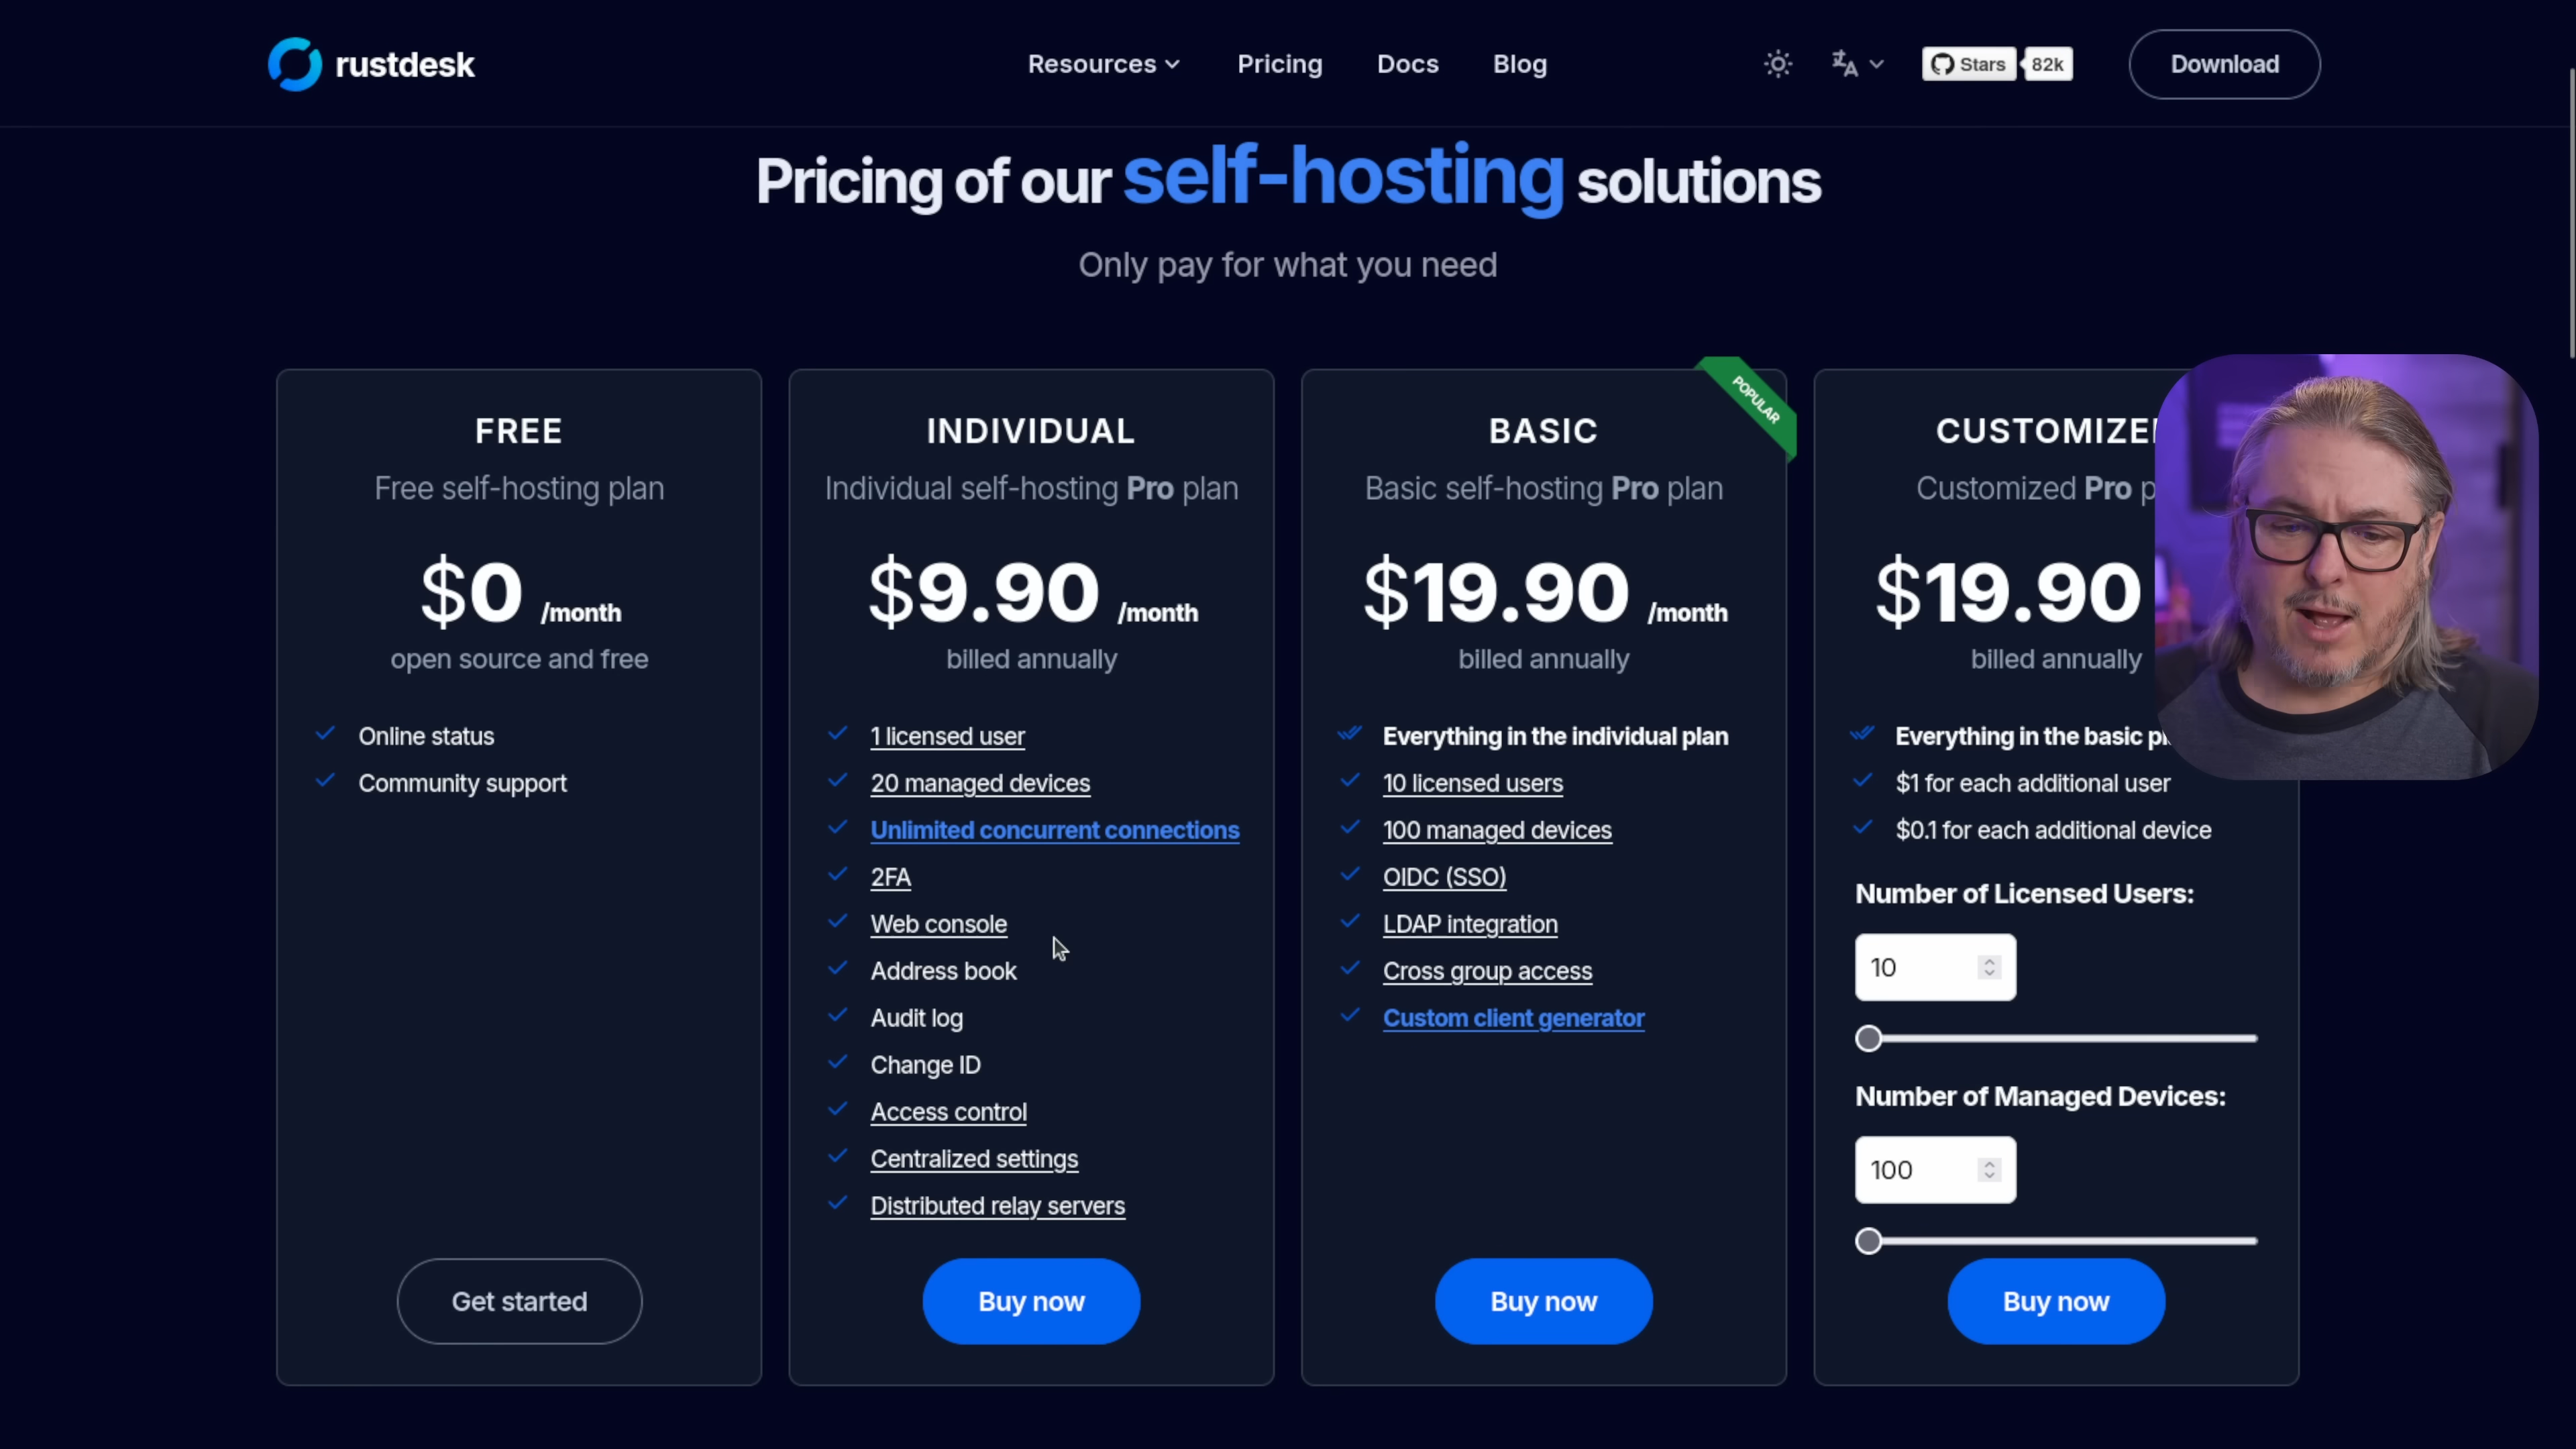 rustdesk
Resources
Pricing
Docs
Blog
Stars
82k
Download
Pricing of our self-hosting solutions
Only pay for what you need
FREE
Free self-hosting plan
$0 /month
open source and free
Online status
Community support
Get started
INDIVIDUAL
Individual self-hosting Pro plan
$9.90 /month
billed annually
1 licensed user
20 managed devices
Unlimited concurrent connections
2FA
Web console
Address book
Audit log
Change ID
Access control
Centralized settings
Distributed relay servers
Buy now
POPULAR
BASIC
Basic self-hosting Pro plan
$19.90 /month
billed annually
Everything in the individual plan
10 licensed users
100 managed devices
OIDC (SSO)
LDAP integration
Cross group access
Custom client generator
Buy now
CUSTOMIZE
Customized Pro p
$19.90
billed annually
Everything in the basic pl
$1 for each additional user
$0.1 for each additional device
Number of Licensed Users:
10
Number of Managed Devices:
100
Buy now